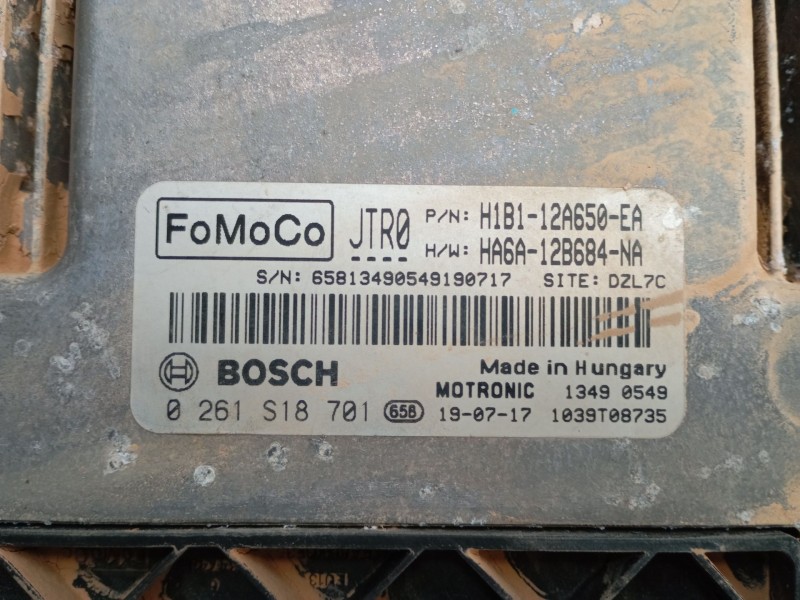 FoMoCo JTR0 P/N: H1B1-12A650-EA
H/W: HA6A-12B684-NA
S/N: 65813490549190717 SITE: DZL7C
BOSCH Made in Hungary
MOTRONIC 1349 0549
0 261 S18 701 658 19-07-17 1039T08735